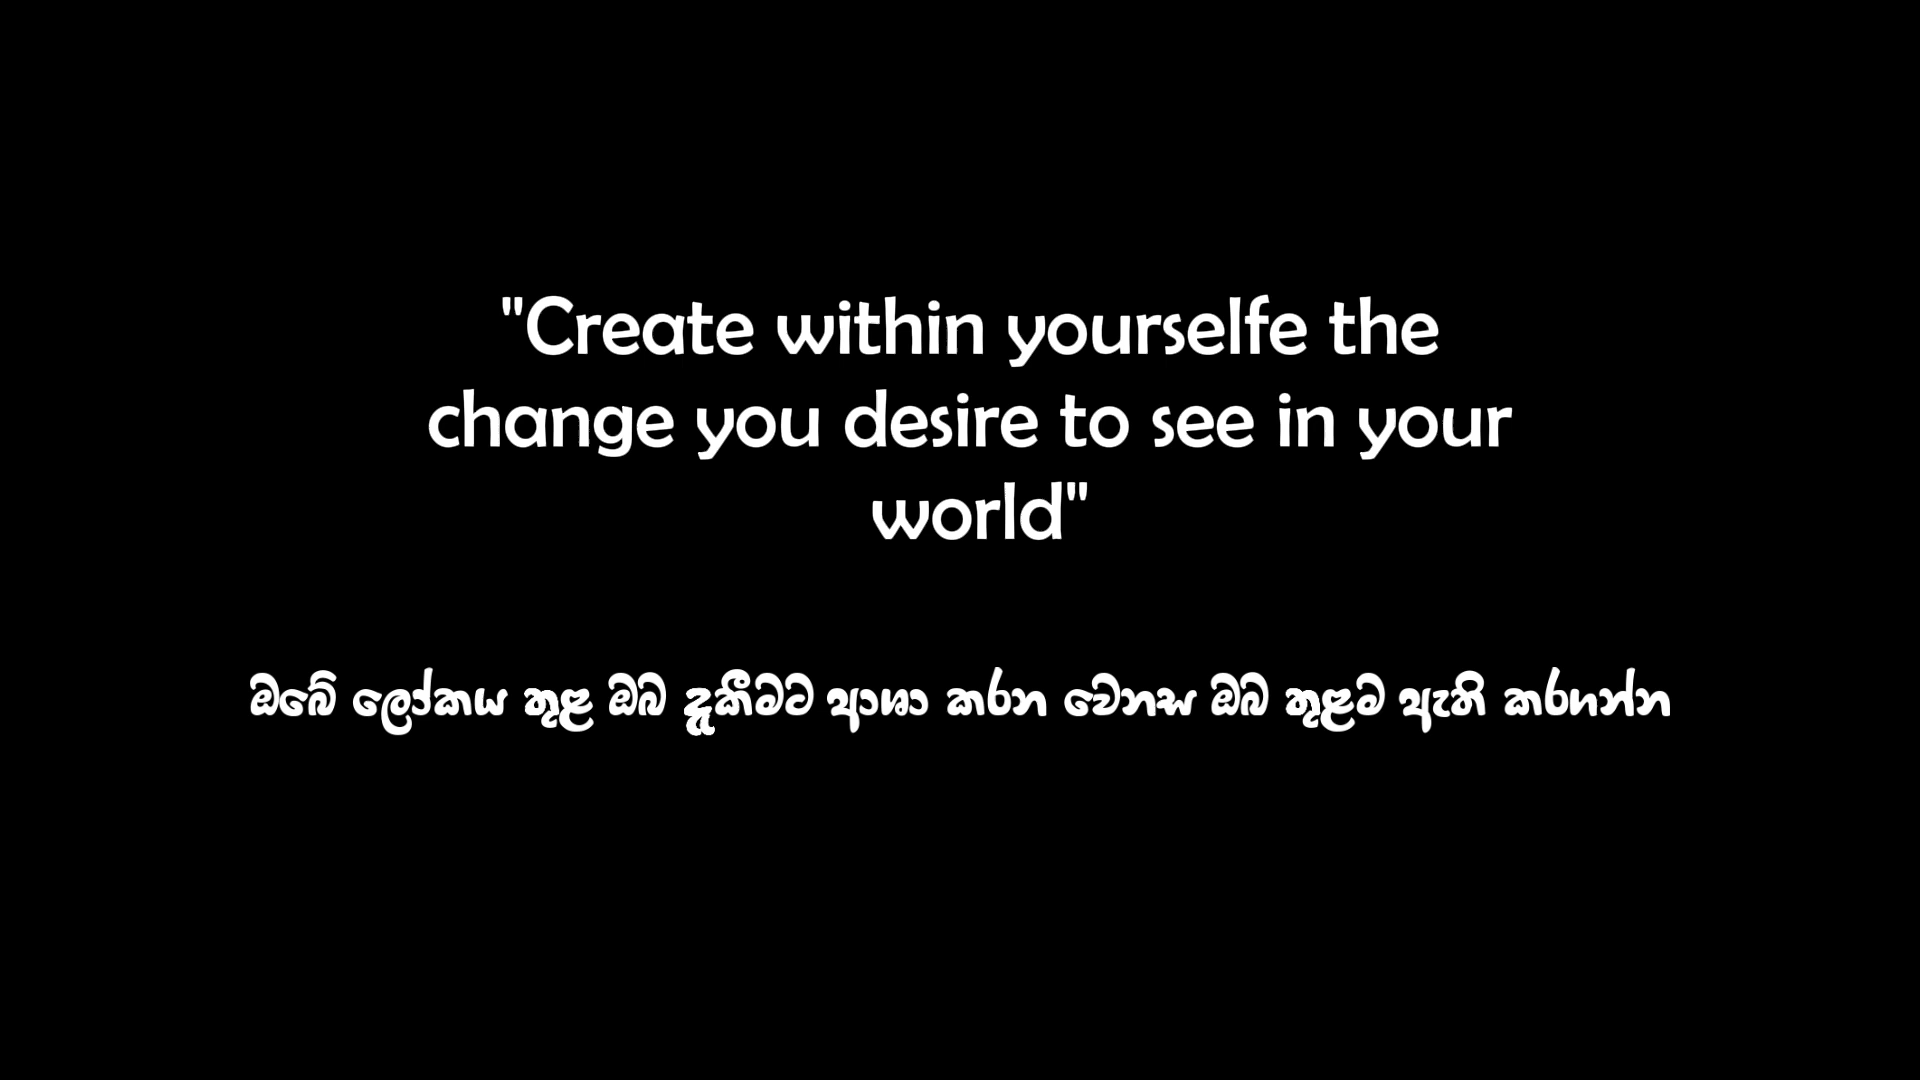 "Create within yourselfe the
change you desire to see in your
world"
ඔබේ ලෝකය තුළ ඔබ දැකීමට ආශා කරන වෙනස ඔබ තුළම ඇති කරගන්න